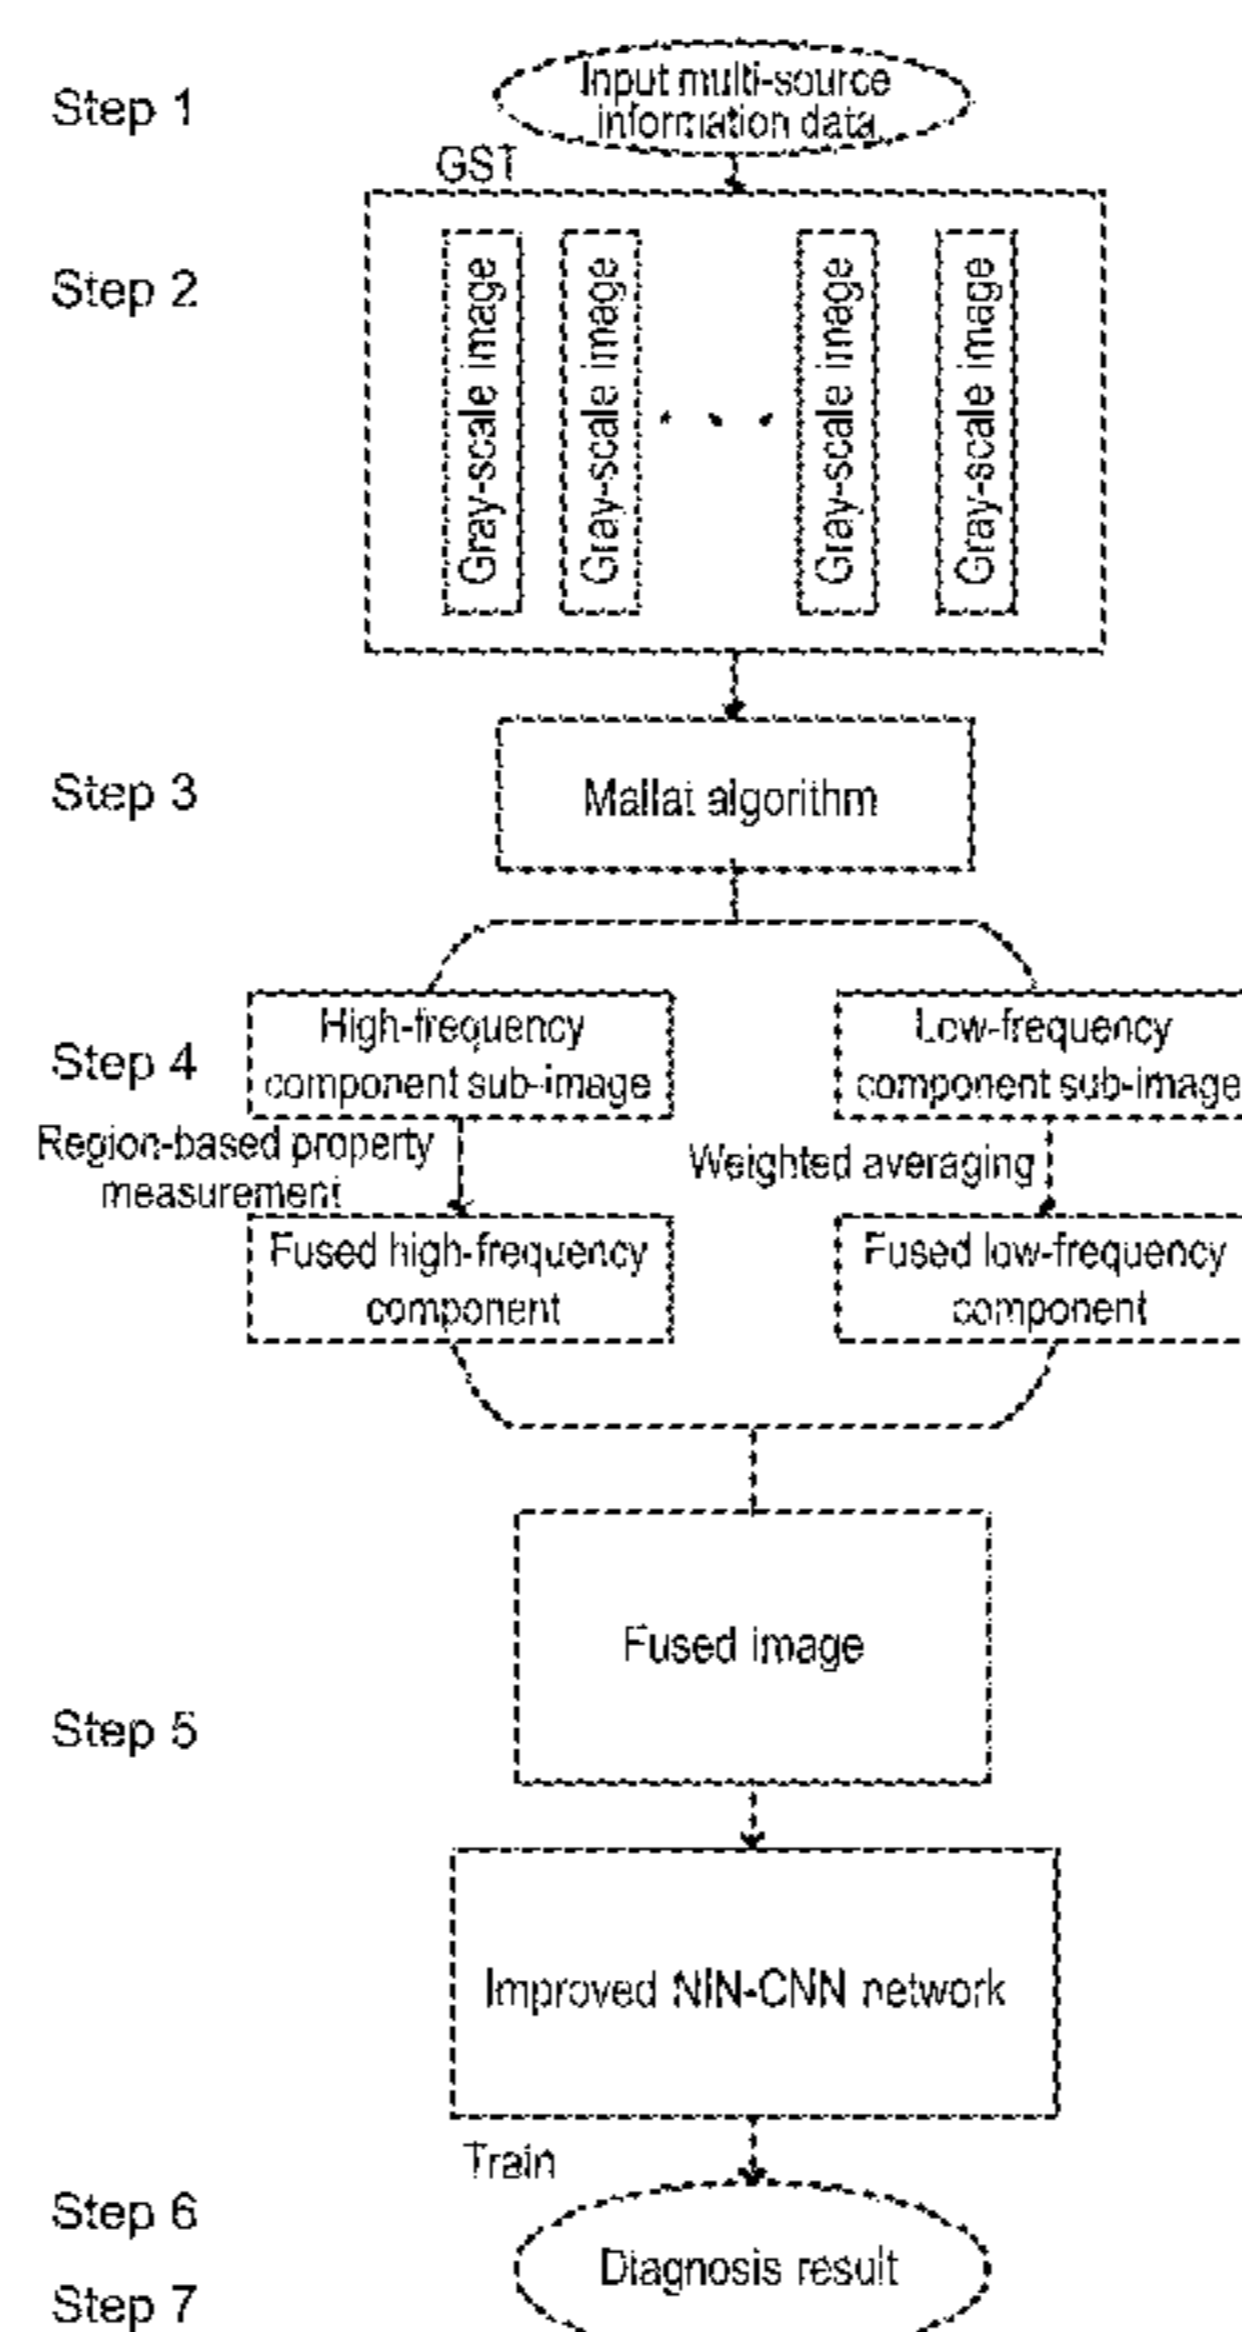 Step 1
Input multi-source
information data
GST
Step 2
Gray-scale image
Gray-scale image
Gray-scale image
Gray-scale image
Step 3
Mallat algorithm
Step 4
High-frequency
component sub-image
Low-frequency
component sub-image
Region-based property
measurement
Weighted averaging
Fused high-frequency
component
Fused low-frequency
component
Fused image
Step 5
Improved NIN-CNN network
Train
Step 6
Diagnosis result
Step 7